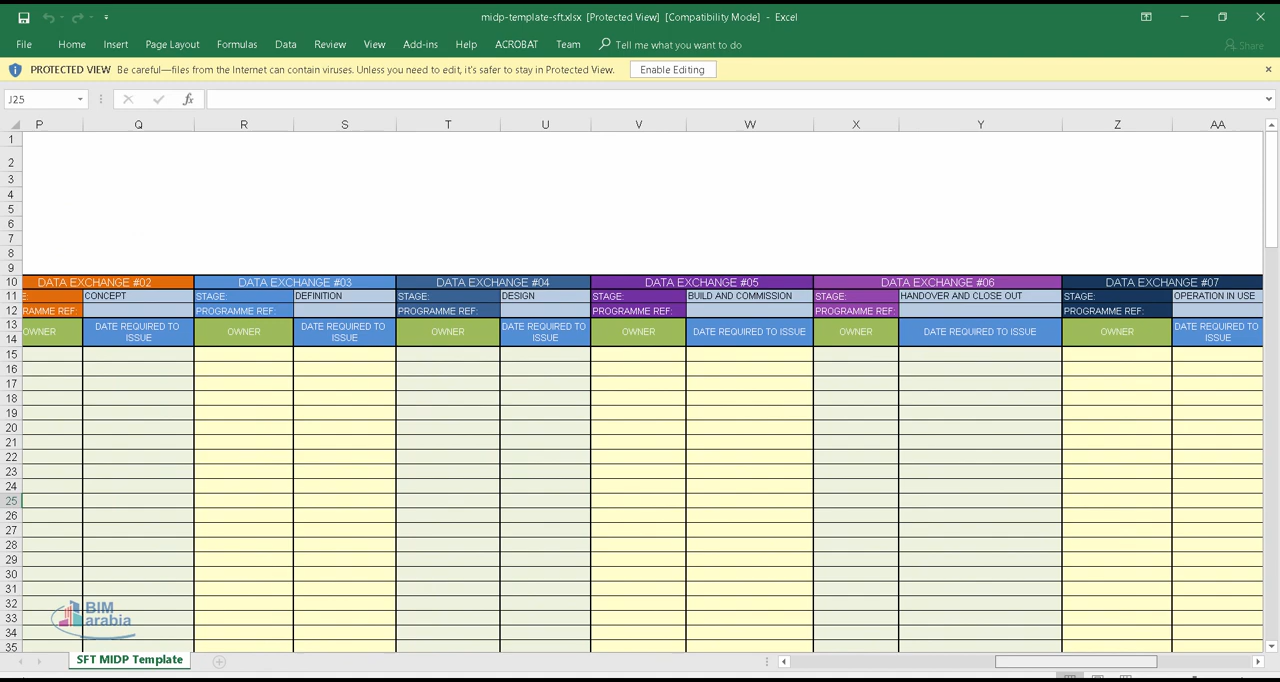 midp-template-sft.xlsx [Protected View] [Compatibility Mode] - Excel
File Home Insert Page Layout Formulas Data Review View Add-ins Help ACROBAT Team Tell me what you want to do Share
PROTECTED VIEW Be careful—files from the Internet can contain viruses. Unless you need to edit, it's safer to stay in Protected View. Enable Editing
J25 fx
P Q R S T U V W X Y Z AA
1
2
3
4
5
6
7
8
9
10 DATA EXCHANGE #02 DATA EXCHANGE #03 DATA EXCHANGE #04 DATA EXCHANGE #05 DATA EXCHANGE #06 DATA EXCHANGE #07
11 E: CONCEPT STAGE: DEFINITION STAGE: DESIGN STAGE: BUILD AND COMMISSION STAGE: HANDOVER AND CLOSE OUT STAGE: OPERATION IN USE
12 RAMME REF: PROGRAMME REF: PROGRAMME REF: PROGRAMME REF: PROGRAMME REF: PROGRAMME REF:
13 OWNER DATE REQUIRED TO OWNER DATE REQUIRED TO OWNER DATE REQUIRED TO OWNER DATE REQUIRED TO ISSUE OWNER DATE REQUIRED TO ISSUE OWNER DATE REQUIRED TO
14 ISSUE ISSUE ISSUE ISSUE
15
16
17
18
19
20
21
22
23
24
25
26
27
28
29
30
31
32
33
34
35
BIM
arabia
SFT MIDP Template